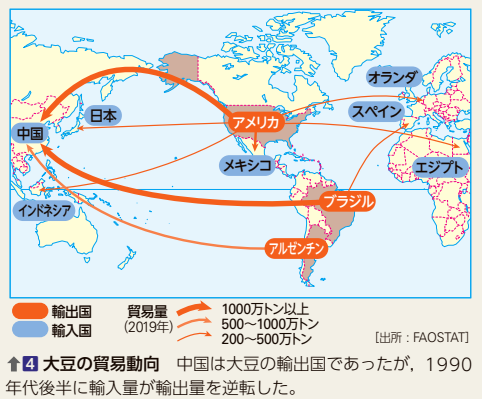 オランダ
スペイン
日本
アメリカ
中国
メキシコ
エジプト
インドネシア
ブラジル
アルゼンチン
輸出国
輸入国
貿易量
(2019年)
1000万トン以上
500〜1000万トン
200〜500万トン
[出所:FAOSTAT]
⬆4 大豆の貿易動向 中国は大豆の輸出国であったが,1990
年代後半に輸入量が輸出量を逆転した。